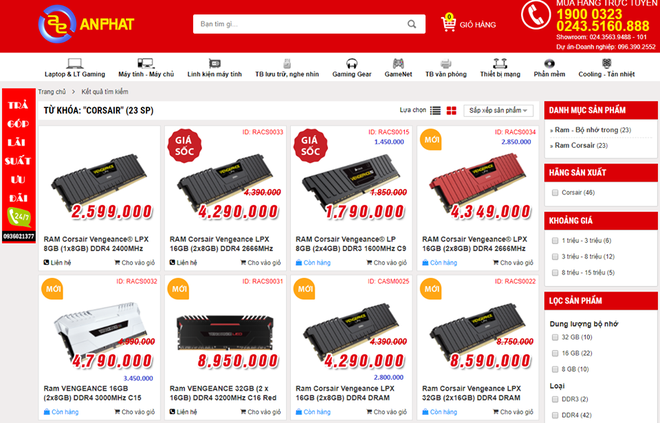 ANPHAT
Bạn tìm gì...
0
GIỎ HÀNG
MUA HÀNG TRỰC TUYẾN
1900 0323
0243.5160.888
Showroom: 024.3563.9488 - 101
Dự án-Doanh nghiệp: 096.390.2552
Laptop & LT Gaming
Máy tính - Máy chủ
Linh kiện máy tính
TB lưu trữ, nghe nhìn
Gaming Gear
GameNet
TB văn phòng
Thiết bị mạng
Phần mềm
Cooling - Tản nhiệt
Trang chủ > Kết quả tìm kiếm
TRẢ
GÓP
LÃI
SUẤT
ƯU
ĐÃI
24/7
0936021377
TỪ KHÓA: "CORSAIR" (23 SP)
Lựa chọn
Sắp xếp sản phẩm
2.599.000
RAM Corsair Vengeance® LPX
8GB (1x8GB) DDR4 2400MHz
Liên hệ
Cho vào giỏ
GIÁ
SỐC
ID: RACS0033
4.390.000
4.290.000
RAM Corsair Vengeance LPX
16GB (2x8GB) DDR4 2666MHz
Liên hệ
Cho vào giỏ
GIÁ
SỐC
ID: RACS0015
1.450.000
1.850.000
1.790.000
RAM Corsair Vengeance® LP
8GB (2x4GB) DDR3 1600MHz C9
Còn hàng
Cho vào giỏ
MỚI
ID: RACS0034
2.850.000
4.349.000
RAM Corsair Vengeance® LPX
16GB (2x8GB) DDR4 2666MHz
Còn hàng
Cho vào giỏ
MỚI
ID: RACS0032
4.990.000
4.790.000
3.450.000
Ram VENGEANCE 16GB
(2x8GB) DDR4 3000MHz C15
Còn hàng
Cho vào giỏ
MỚI
ID: RACS0031
8.950.000
Ram VENGEANCE 32GB (2 x
16GB) DDR4 3200MHz C16 Red
Liên hệ
Cho vào giỏ
MỚI
ID: CASM0025
4.390.000
4.290.000
2.800.000
Ram Corsair Vengeance LPX
16GB (2x8GB) DDR4 DRAM
Còn hàng
Cho vào giỏ
MỚI
ID: RACS0022
8.750.000
8.590.000
Ram Corsair Vengeance LPX
32GB (2x16GB) DDR4 DRAM
Còn hàng
Cho vào giỏ
DANH MỤC SẢN PHẨM
» Ram - Bộ nhớ trong (23)
» Ram Corsair (23)
HÃNG SẢN XUẤT
Corsair (46)
KHOẢNG GIÁ
1 triệu - 3 triệu (6)
3 triệu - 8 triệu (12)
8 triệu - 15 triệu (5)
LỌC SẢN PHẨM
Dung lượng bộ nhớ
32 GB (10)
16 GB (22)
8 GB (10)
Loại
DDR3 (2)
DDR4 (42)